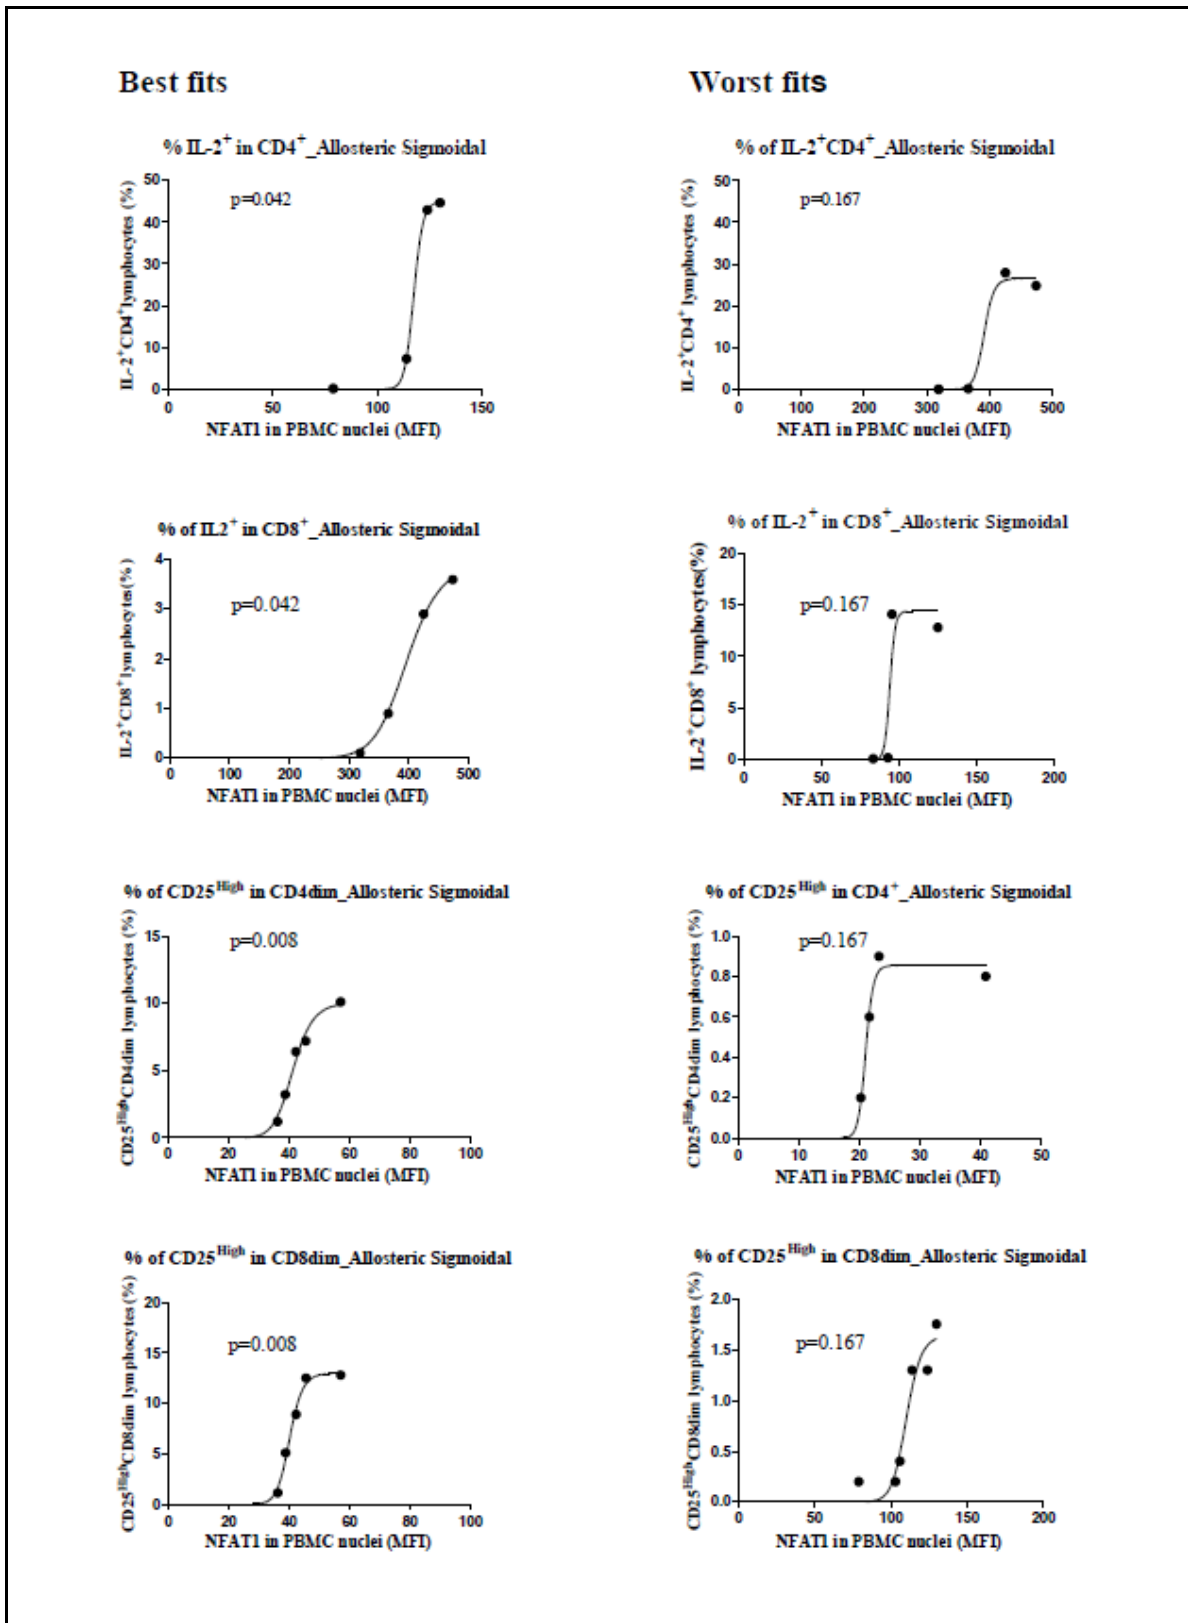 Best fits
Worst fits
% IL-2+ in CD4+_Allosteric Sigmoidal
p=0.042
IL-2+CD4+lymphocytes (%)
50
40
30
20
10
0
0 50 100 150
NFAT1 in PBMC nuclei (MFI)
% of IL-2+CD4+_Allosteric Sigmoidal
p=0.167
IL-2+CD4+ lymphocytes (%)
50
40
30
20
10
0
0 100 200 300 400 500
NFAT1 in PBMC nuclei (MFI)
% of IL2+ in CD8+_Allosteric Sigmoidal
p=0.042
IL-2+CD8+lymphocytes(%)
4
3
2
1
0
0 100 200 300 400 500
NFAT1 in PBMC nuclei (MFI)
% of IL-2+ in CD8+_Allosteric Sigmoidal
p=0.167
IL-2+CD8+ lymphocytes(%)
20
15
10
5
0
0 50 100 150 200
NFAT1 in PBMC nuclei (MFI)
% of CD25High in CD4dim_Allosteric Sigmoidal
p=0.008
CD25HighCD4dim lymphocytes (%)
15
10
5
0
0 20 40 60 80 100
NFAT1 in PBMC nuclei (MFI)
% of CD25High in CD4+_Allosteric Sigmoidal
p=0.167
CD25HighCD4dim lymphocytes (%)
1.0
0.8
0.6
0.4
0.2
0.0
0 10 20 30 40 50
NFAT1 in PBMC nuclei (MFI)
% of CD25High in CD8dim_Allosteric Sigmoidal
p=0.008
CD25HighCD8dim lymphocytes (%)
20
15
10
5
0
0 20 40 60 80 100
NFAT1 in PBMC nuclei (MFI)
% of CD25High in CD8dim_Allosteric Sigmoidal
p=0.167
CD25HighCD8dim lymphocytes (%)
2.0
1.5
1.0
0.5
0.0
0 50 100 150 200
NFAT1 in PBMC nuclei (MFI)